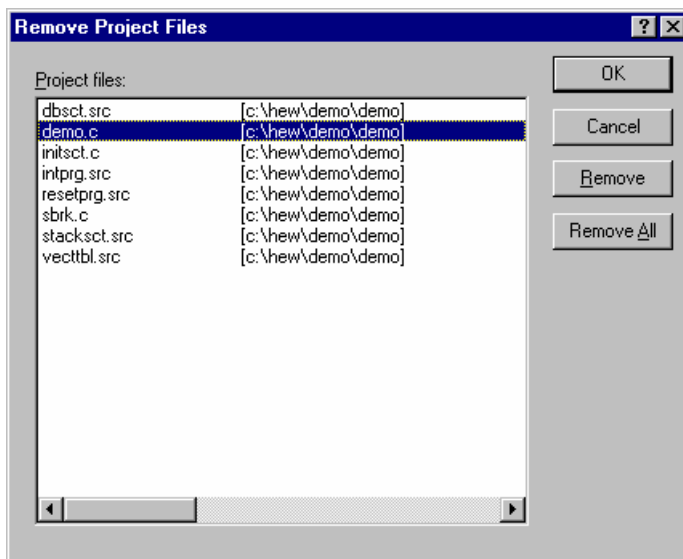 Remove Project Files
Project files:
dbsct.src [c:\hew\demo\demo]
demo.c [c:\hew\demo\demo]
initsct.c [c:\hew\demo\demo]
intprg.src [c:\hew\demo\demo]
resetprg.src [c:\hew\demo\demo]
sbrk.c [c:\hew\demo\demo]
stacksct.src [c:\hew\demo\demo]
vecttbl.src [c:\hew\demo\demo]
OK
Cancel
Remove
Remove All